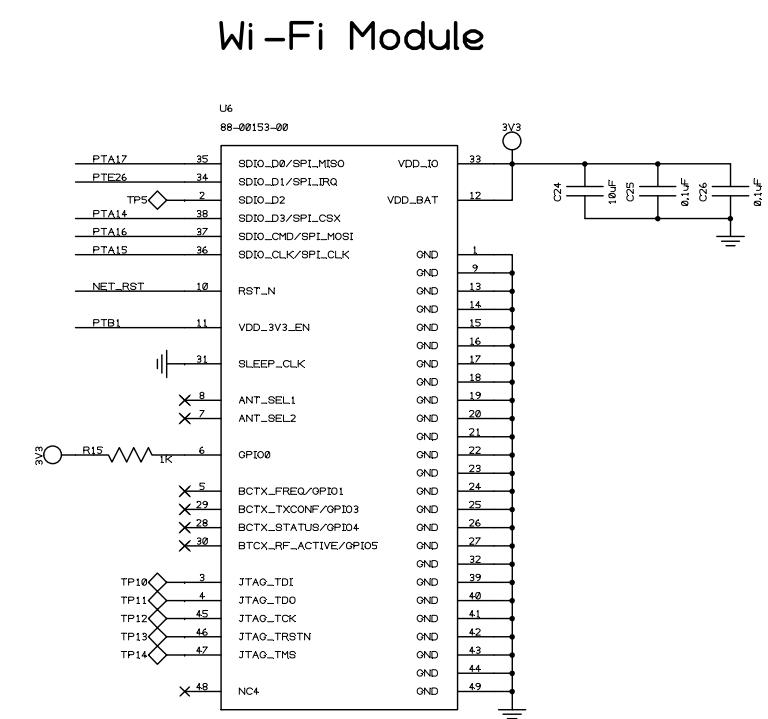 Wi-Fi Module
U6
88-00153-00
3V3
PTA17 35 SDIO_D0/SPI_MISO VDD_IO 33
PTE26 34 SDIO_D1/SPI_IRQ
TP5 2 SDIO_D2 VDD_BAT 12
C24 10uF C25 0.1uF C26 0.1uF
PTA14 38 SDIO_D3/SPI_CSX
PTA16 37 SDIO_CMD/SPI_MOSI
PTA15 36 SDIO_CLK/SPI_CLK GND 1
GND 9
NET_RST 10 RST_N GND 13
GND 14
PTB1 11 VDD_3V3_EN GND 15
GND 16
31 SLEEP_CLK GND 17
GND 18
8 ANT_SEL1 GND 19
7 ANT_SEL2 GND 20
GND 21
3V3 R15 1K 6 GPIO0 GND 22
GND 23
5 BCTX_FREQ/GPIO1 GND 24
29 BCTX_TXCONF/GPIO3 GND 25
28 BCTX_STATUS/GPIO4 GND 26
30 BTCX_RF_ACTIVE/GPIO5 GND 27
GND 32
TP10 3 JTAG_TDI GND 39
TP11 4 JTAG_TDO GND 40
TP12 45 JTAG_TCK GND 41
TP13 46 JTAG_TRSTN GND 42
TP14 47 JTAG_TMS GND 43
GND 44
48 NC4 GND 49